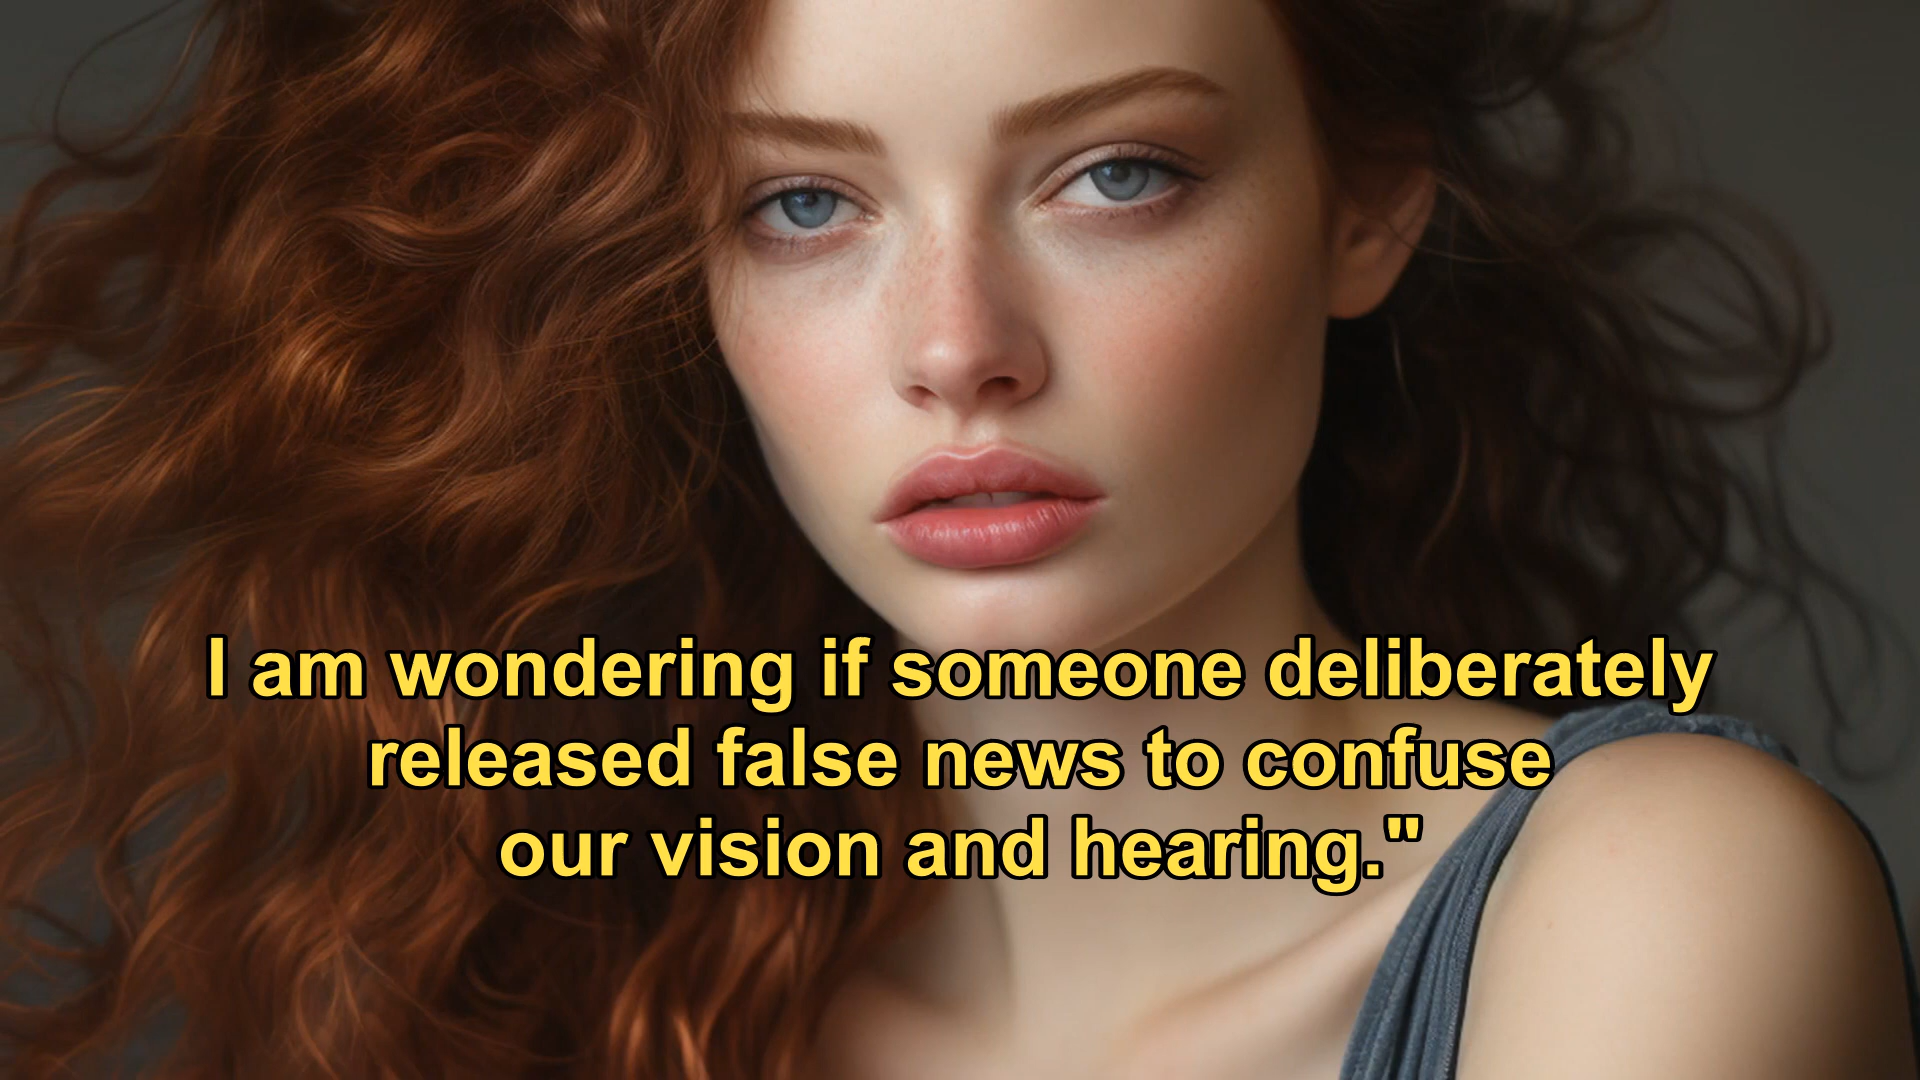 I am wondering if someone deliberately
released false news to confuse
our vision and hearing."